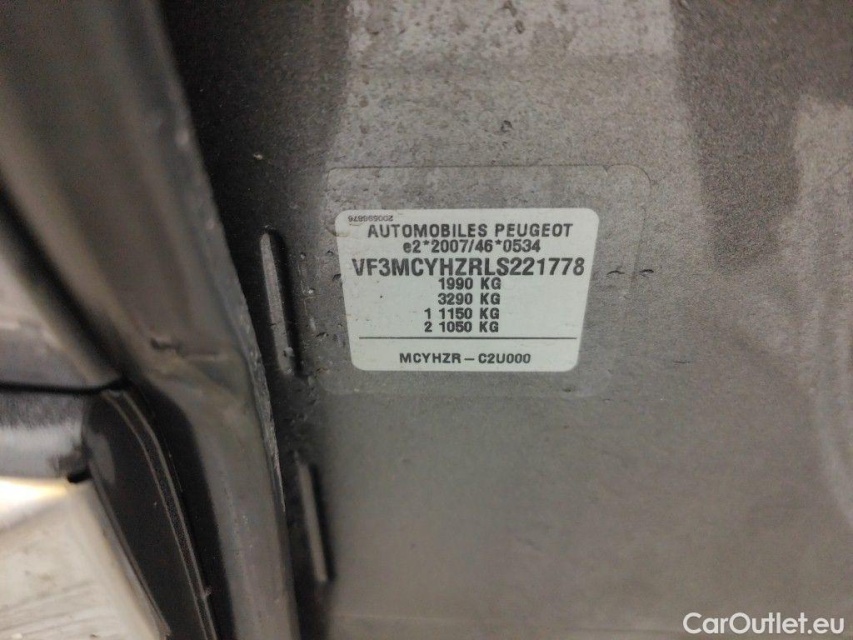 200696876
AUTOMOBILES PEUGEOT
e2*2007/46*0534
VF3MCYHZRLS221778
1990 KG
3290 KG
1 1150 KG
2 1050 KG
MCYHZR - C2U000
CarOutlet.eu